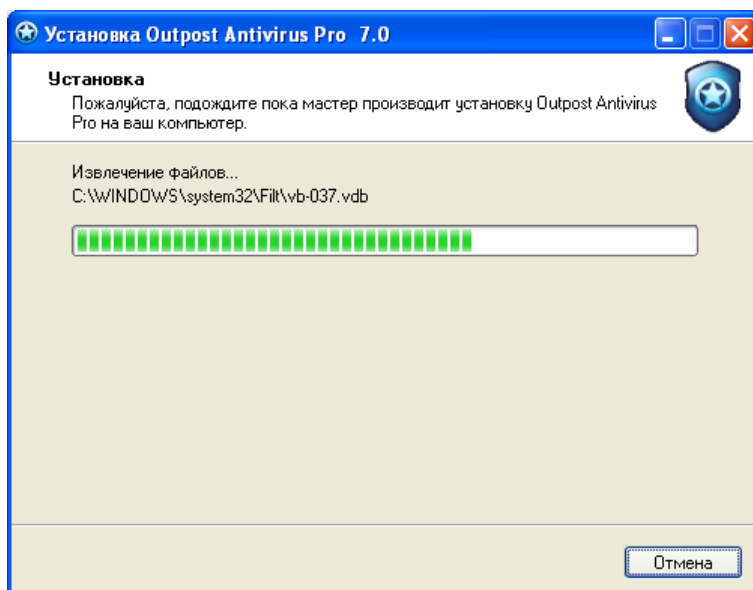 Установка Outpost Antivirus Pro 7.0
Установка
Пожалуйста, подождите пока мастер производит установку Outpost Antivirus
Pro на ваш компьютер.
Извлечение файлов...
C:\WINDOWS\system32\Filt\vb-037.vdb
Отмена